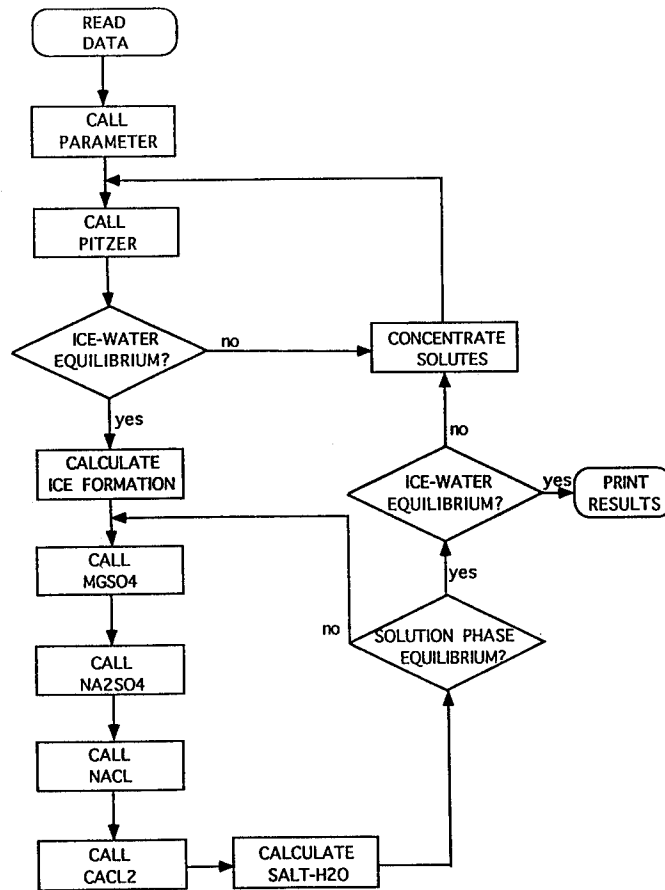 READ
DATA
CALL
PARAMETER
CALL
PITZER
ICE-WATER
EQUILIBRIUM?
no
CONCENTRATE
SOLUTES
yes
no
CALCULATE
ICE FORMATION
ICE-WATER
EQUILIBRIUM?
yes
PRINT
RESULTS
CALL
MGSO4
yes
no
SOLUTION PHASE
EQUILIBRIUM?
CALL
NA2SO4
CALL
NACL
CALL
CACL2
CALCULATE
SALT-H2O